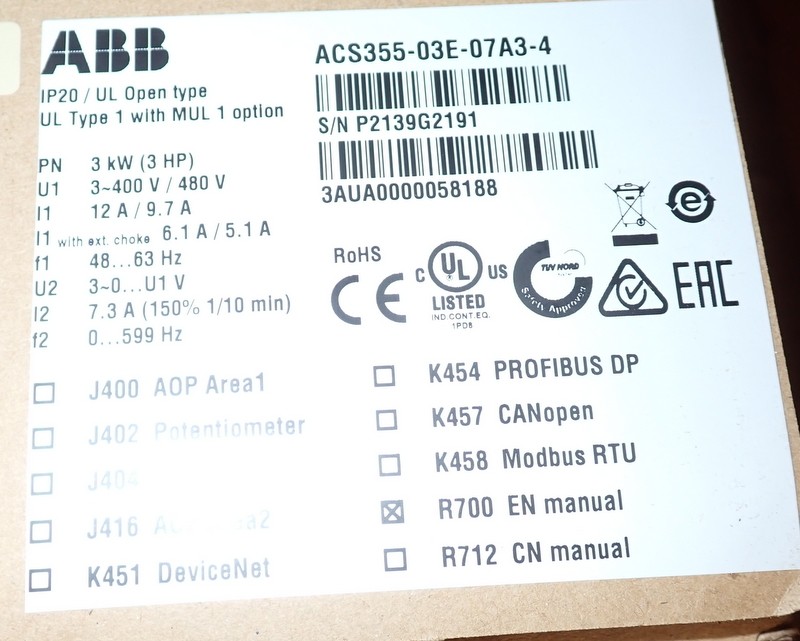 ABB
ACS355-03E-07A3-4
IP20 / UL Open type
UL Type 1 with MUL 1 option
S/N P2139G2191
3AUA0000058188
PN 3 kW (3 HP)
U1 3~400 V / 480 V
I1 12 A / 9.7 A
I1 with ext. choke 6.1 A / 5.1 A
f1 48...63 Hz
U2 3~0...U1 V
I2 7.3 A (150% 1/10 min)
f2 0...599 Hz
RoHS
CE
C UL US
LISTED
IND.CONT.EQ.
1PD8
TUV NORD
Safety Approved
e
EAC
J400 AOP Area1
J402 Potentiometer
J404
J416
K451 DeviceNet
K454 PROFIBUS DP
K457 CANopen
K458 Modbus RTU
R700 EN manual
R712 CN manual